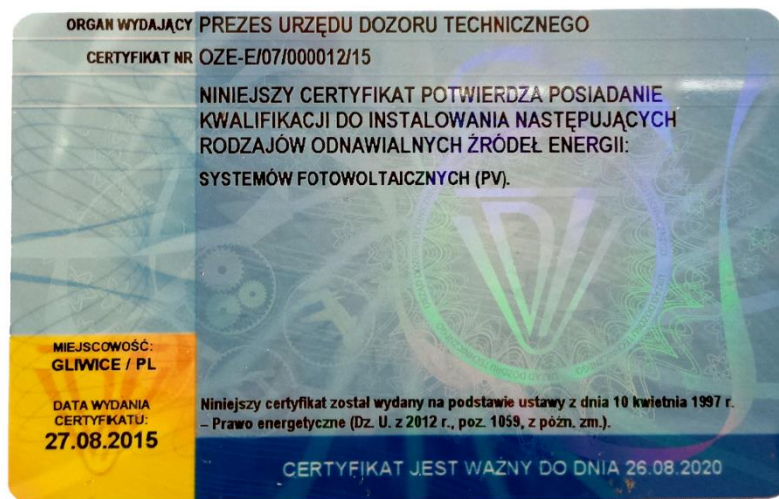 ORGAN WYDAJĄCY PREZES URZĘDU DOZORU TECHNICZNEGO
CERTYFIKAT NR OZE-E/07/000012/15
NINIEJSZY CERTYFIKAT POTWIERDZA POSIADANIE
KWALIFIKACJI DO INSTALOWANIA NASTĘPUJĄCYCH
RODZAJÓW ODNAWIALNYCH ŹRÓDEŁ ENERGII:
SYSTEMÓW FOTOWOLTAICZNYCH (PV).
MIEJSCOWOŚĆ:
GLIWICE / PL
DATA WYDANIA
CERTYFIKATU:
27.08.2015
Niniejszy certyfikat został wydany na podstawie ustawy z dnia 10 kwietnia 1997 r.
– Prawo energetyczne (Dz. U. z 2012 r., poz. 1059, z późn. zm.).
CERTYFIKAT JEST WAŻNY DO DNIA 26.08.2020